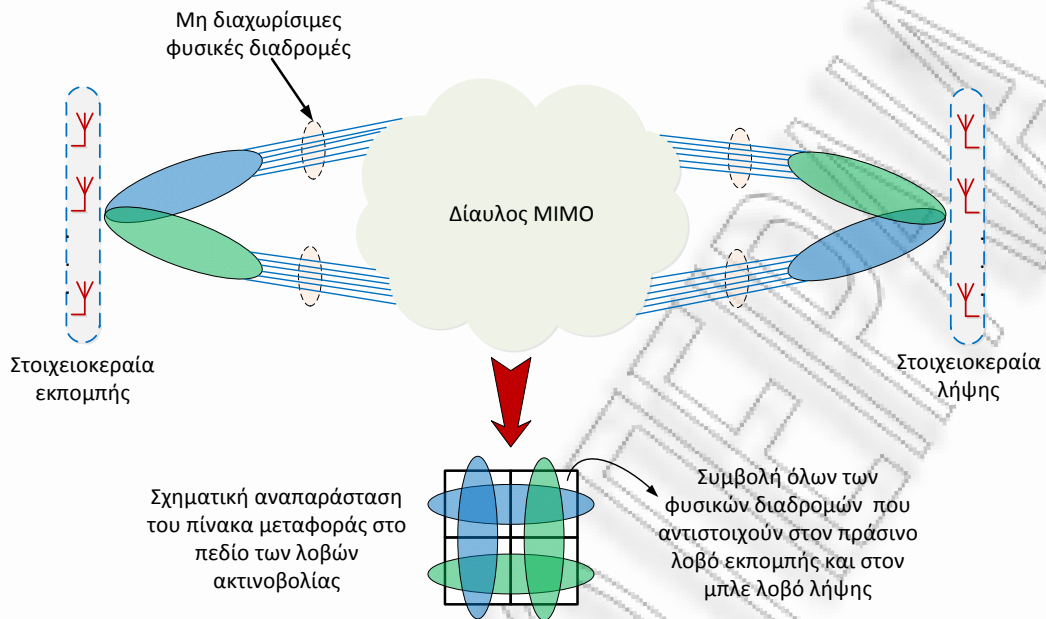 Μη διαχωρίσιμες
φυσικές διαδρομές
Δίαυλος ΜΙΜΟ
Στοιχειοκεραία
εκπομπής
Στοιχειοκεραία
λήψης
Σχηματική αναπαράσταση
του πίνακα μεταφοράς στο
πεδίο των λοβών
ακτινοβολίας
Συμβολή όλων των
φυσικών διαδρομών που
αντιστοιχούν στον πράσινο
λοβό εκπομπής και στον
μπλε λοβό λήψης